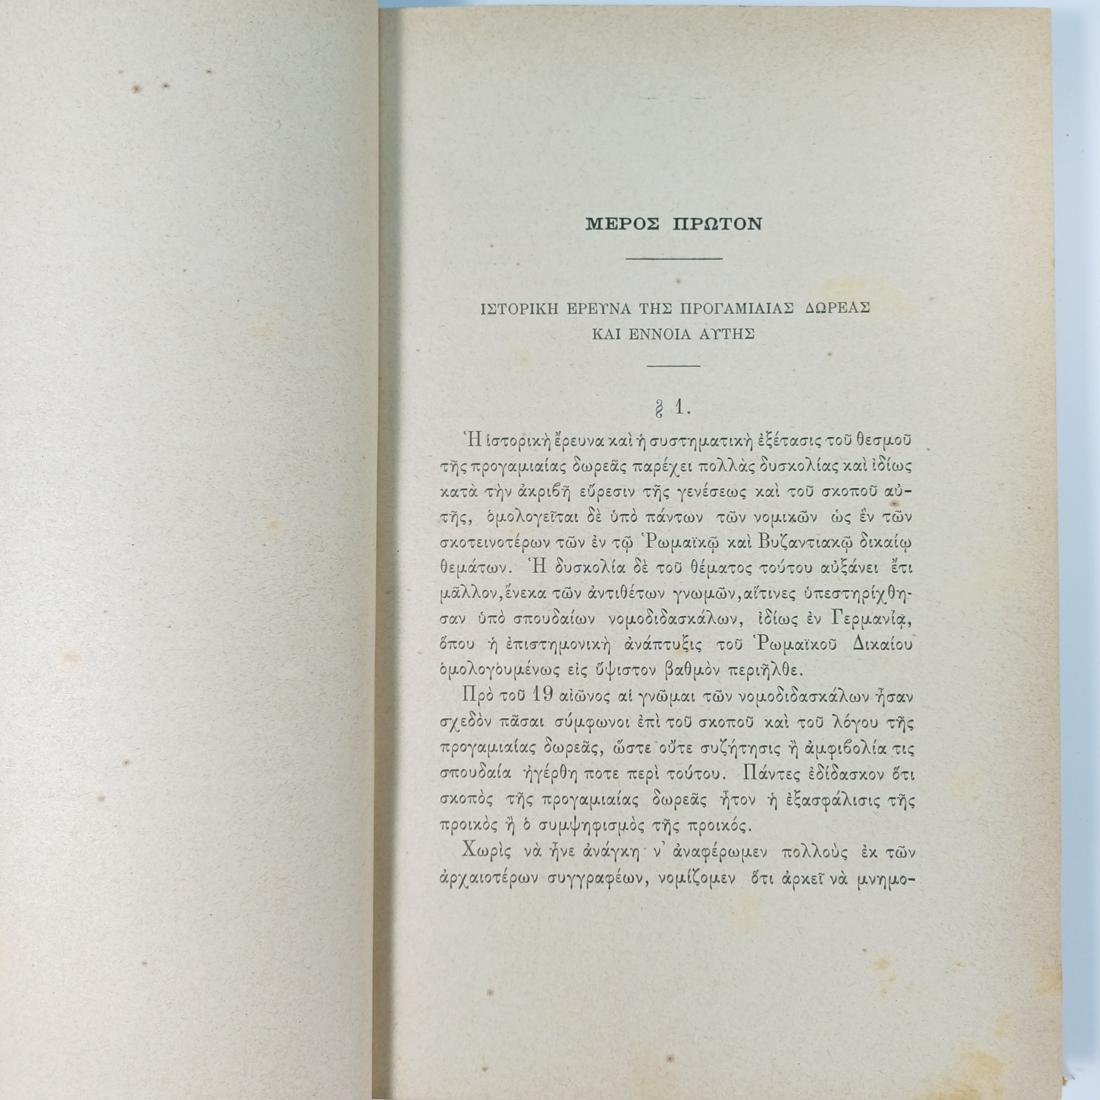 ΜΕΡΟΣ ΠΡΩΤΟΝ
ΙΣΤΟΡΙΚΗ ΕΡΕΥΝΑ ΤΗΣ ΠΡΟΓΑΜΙΑΙΑΣ ΔΩΡΕΑΣ
ΚΑΙ ΕΝΝΟΙΑ ΑΥΤΗΣ
§ 1.
Ἡ ἱστορικὴ ἔρευνα καὶ ἡ συστηματικὴ ἐξέτασις τοῦ θεσμοῦ
τῆς προγαμιαίας δωρεᾶς παρέχει πολλὰς δυσκολίας καὶ ἰδίως
κατὰ τὴν ἀκριβῆ εὕρεσιν τῆς γενέσεως καὶ τοῦ σκοποῦ αὐ-
τῆς, ὁμολογεῖται δὲ ὑπὸ πάντων τῶν νομικῶν ὡς ἓν τῶν
σκοτεινοτέρων τῶν ἐν τῷ Ῥωμαϊκῷ καὶ Βυζαντιακῷ δικαίῳ
θεμάτων. Ἡ δυσκολία δὲ τοῦ θέματος τούτου αὐξάνει ἔτι
μᾶλλον, ἕνεκα τῶν ἀντιθέτων γνωμῶν, αἵτινες ὑπεστηρίχθη-
σαν ὑπὸ σπουδαίων νομοδιδασκάλων, ἰδίως ἐν Γερμανίᾳ,
ὅπου ἡ ἐπιστημονικὴ ἀνάπτυξις τοῦ Ῥωμαϊκοῦ Δικαίου
ὁμολογουμένως εἰς ὕψιστον βαθμὸν περιῆλθε.
Πρὸ τοῦ 19 αἰῶνος αἱ γνῶμαι τῶν νομοδιδασκάλων ἦσαν
σχεδὸν πᾶσαι σύμφωνοι ἐπὶ τοῦ σκοποῦ καὶ τοῦ λόγου τῆς
προγαμιαίας δωρεᾶς, ὥστε οὔτε συζήτησις ἢ ἀμφιβολία τις
σπουδαία ἠγέρθη ποτε περὶ τούτου. Πάντες ἐδίδασκον ὅτι
σκοπὸς τῆς προγαμιαίας δωρεᾶς ἦτον ἡ ἐξασφάλισις τῆς
προικὸς ἢ ὁ συμψηφισμὸς τῆς προικός.
Χωρὶς νὰ ἦνε ἀνάγκη ν' ἀναφέρωμεν πολλοὺς ἐκ τῶν
ἀρχαιοτέρων συγγραφέων, νομίζομεν ὅτι ἀρκεῖ νὰ μνημο-